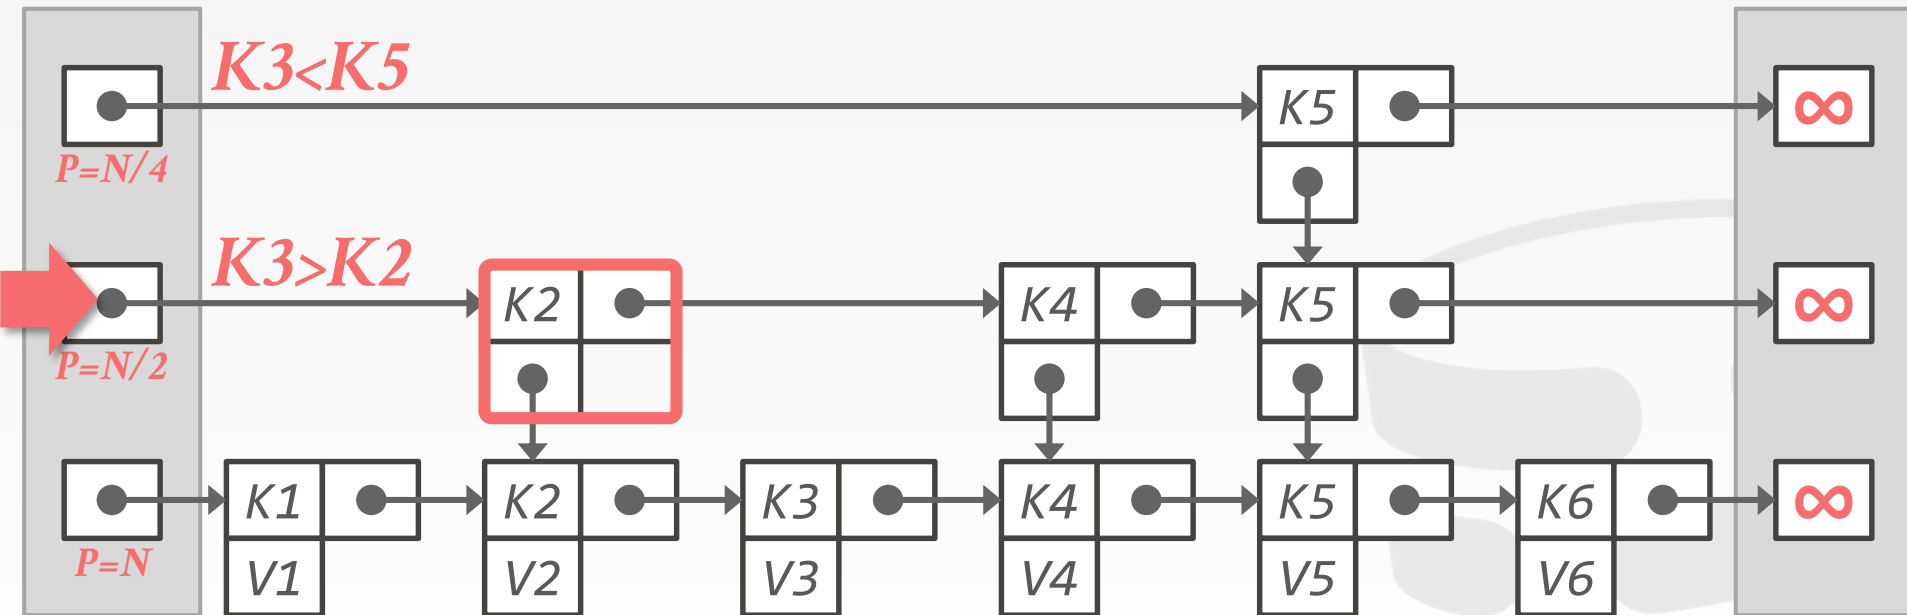 K3<K5
K5 ∞
P=N/4
K3>K2
K2 K4 K5 ∞
P=N/2
K1 K2 K3 K4 K5 K6 ∞
P=N
V1 V2 V3 V4 V5 V6